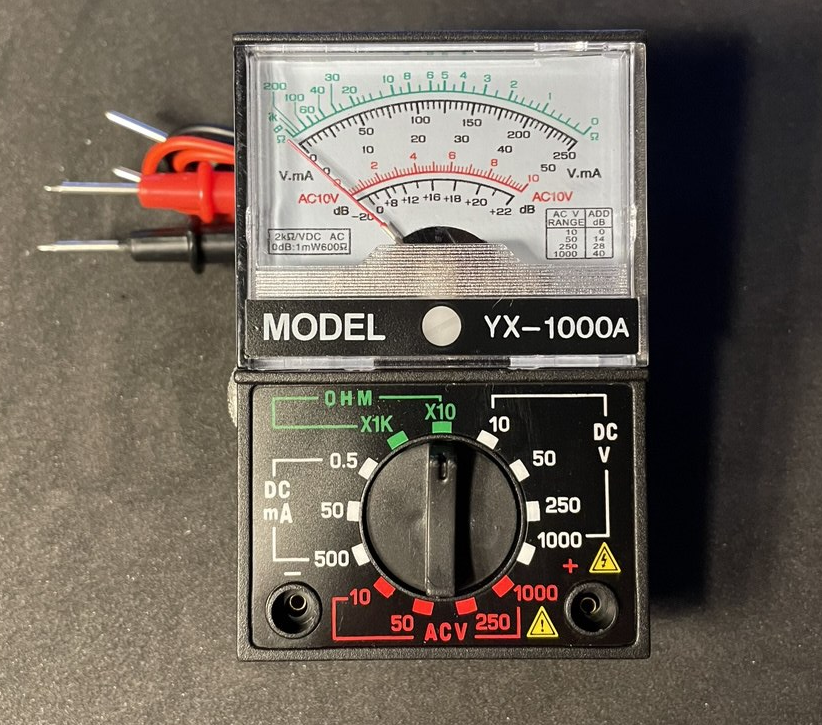 200 100 60 40 30 20 10 8 6 5 4 3 2 1 0
1k
Ω Ω
50 100 150 200 250
0 10 20 30 40 50
V.mA V.mA
0 2 4 6 8 10
AC10V AC10V
dB -20 0 +8 +12 +16 +18 +20 +22 dB
2kΩ/VDC AC
0dB:1mW600Ω
AC V ADD
RANGE dB
10 0
50 14
250 28
1000 40
MODEL YX-1000A
OHM
X1K X10
10
DC
V
0.5 50
DC
mA
50 250
500 1000
- +
10 1000
50 ACV 250